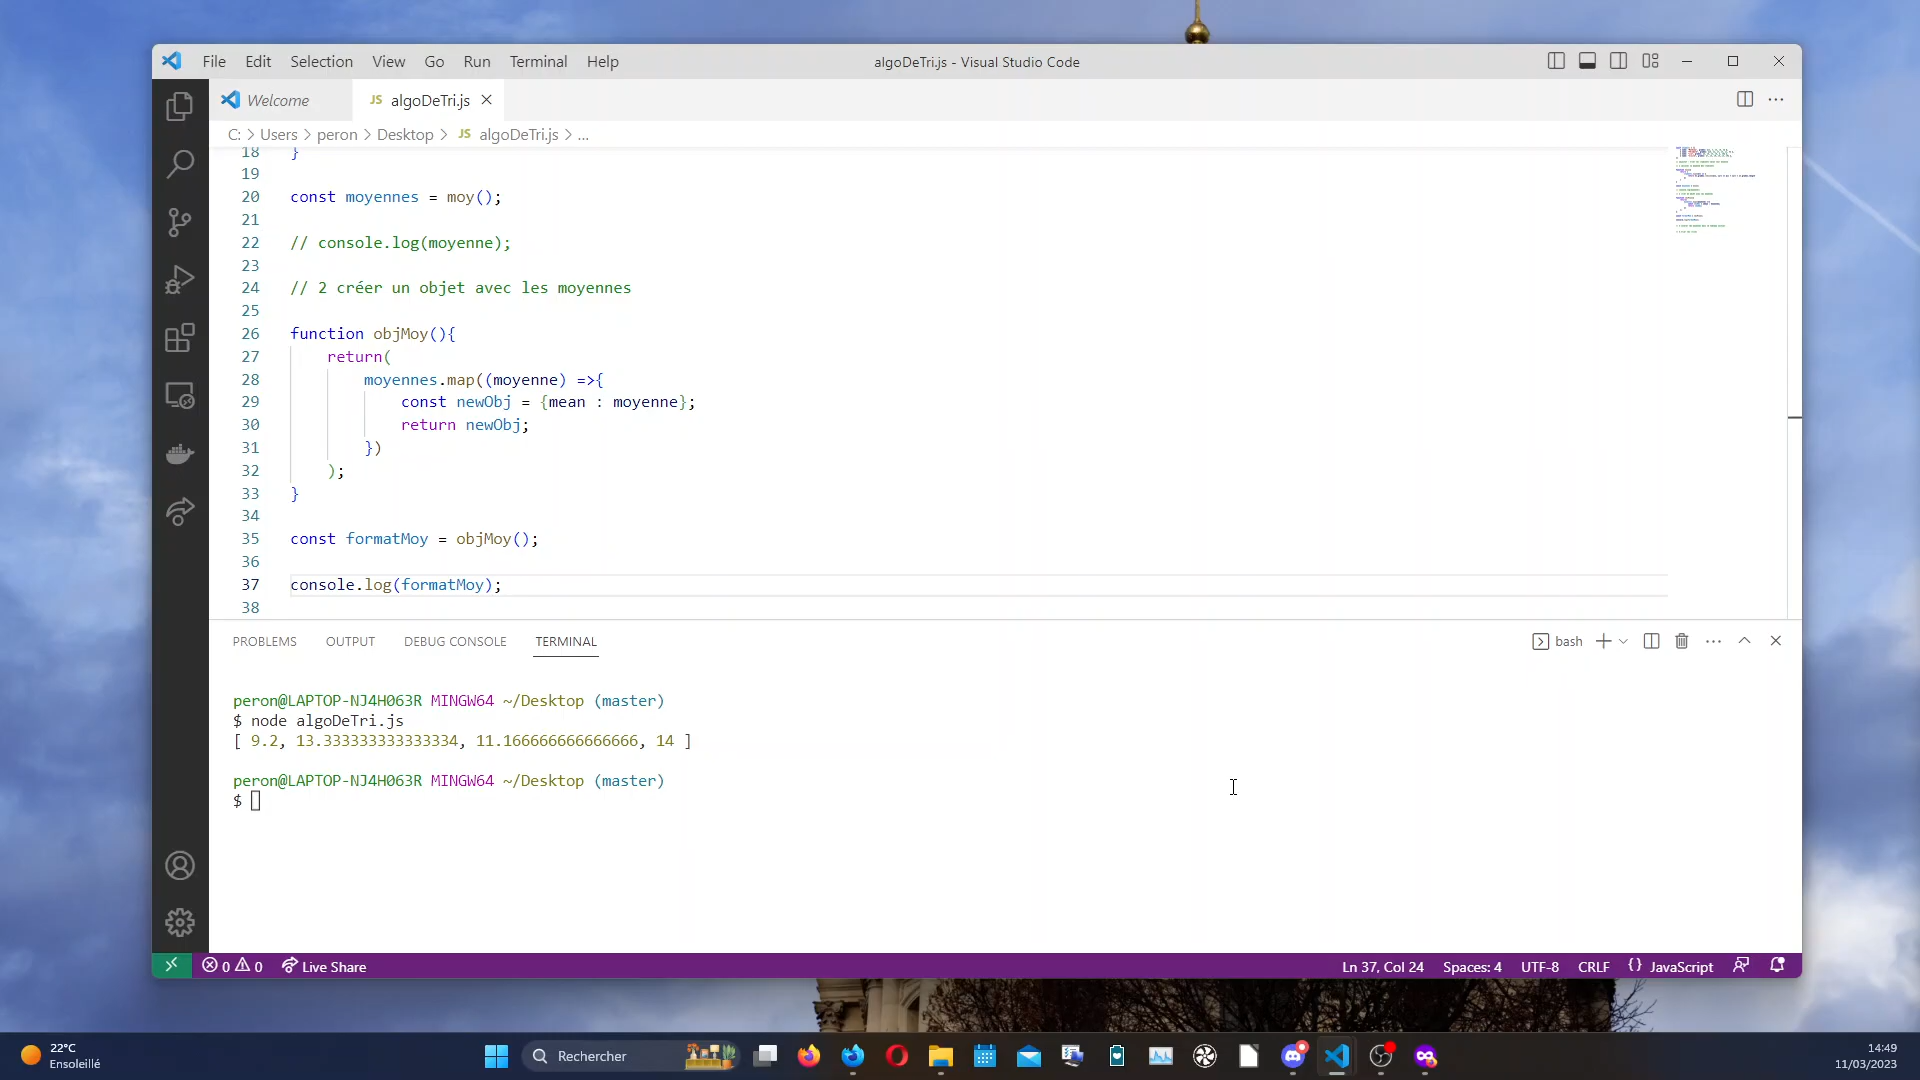 File Edit Selection View Go Run Terminal Help
algoDeTri.js - Visual Studio Code
Welcome
JS algoDeTri.js
C: > Users > peron > Desktop > JS algoDeTri.js > ...
18 }
19
20 const moyennes = moy();
21
22 // console.log(moyenne);
23
24 // 2 créer un objet avec les moyennes
25
26 function objMoy(){
27 return(
28 moyennes.map((moyenne) =>{
29 const newObj = {mean : moyenne};
30 return newObj;
31 })
32 );
33 }
34
35 const formatMoy = objMoy();
36
37 console.log(formatMoy);
38
PROBLEMS OUTPUT DEBUG CONSOLE TERMINAL
bash
peron@LAPTOP-NJ4H063R MINGW64 ~/Desktop (master)
$ node algoDeTri.js
[ 9.2, 13.333333333333334, 11.166666666666666, 14 ]
peron@LAPTOP-NJ4H063R MINGW64 ~/Desktop (master)
$
0 0 Live Share
Ln 37, Col 24 Spaces: 4 UTF-8 CRLF {} JavaScript
22°C
Ensoleillé
Rechercher
14:49
11/03/2023